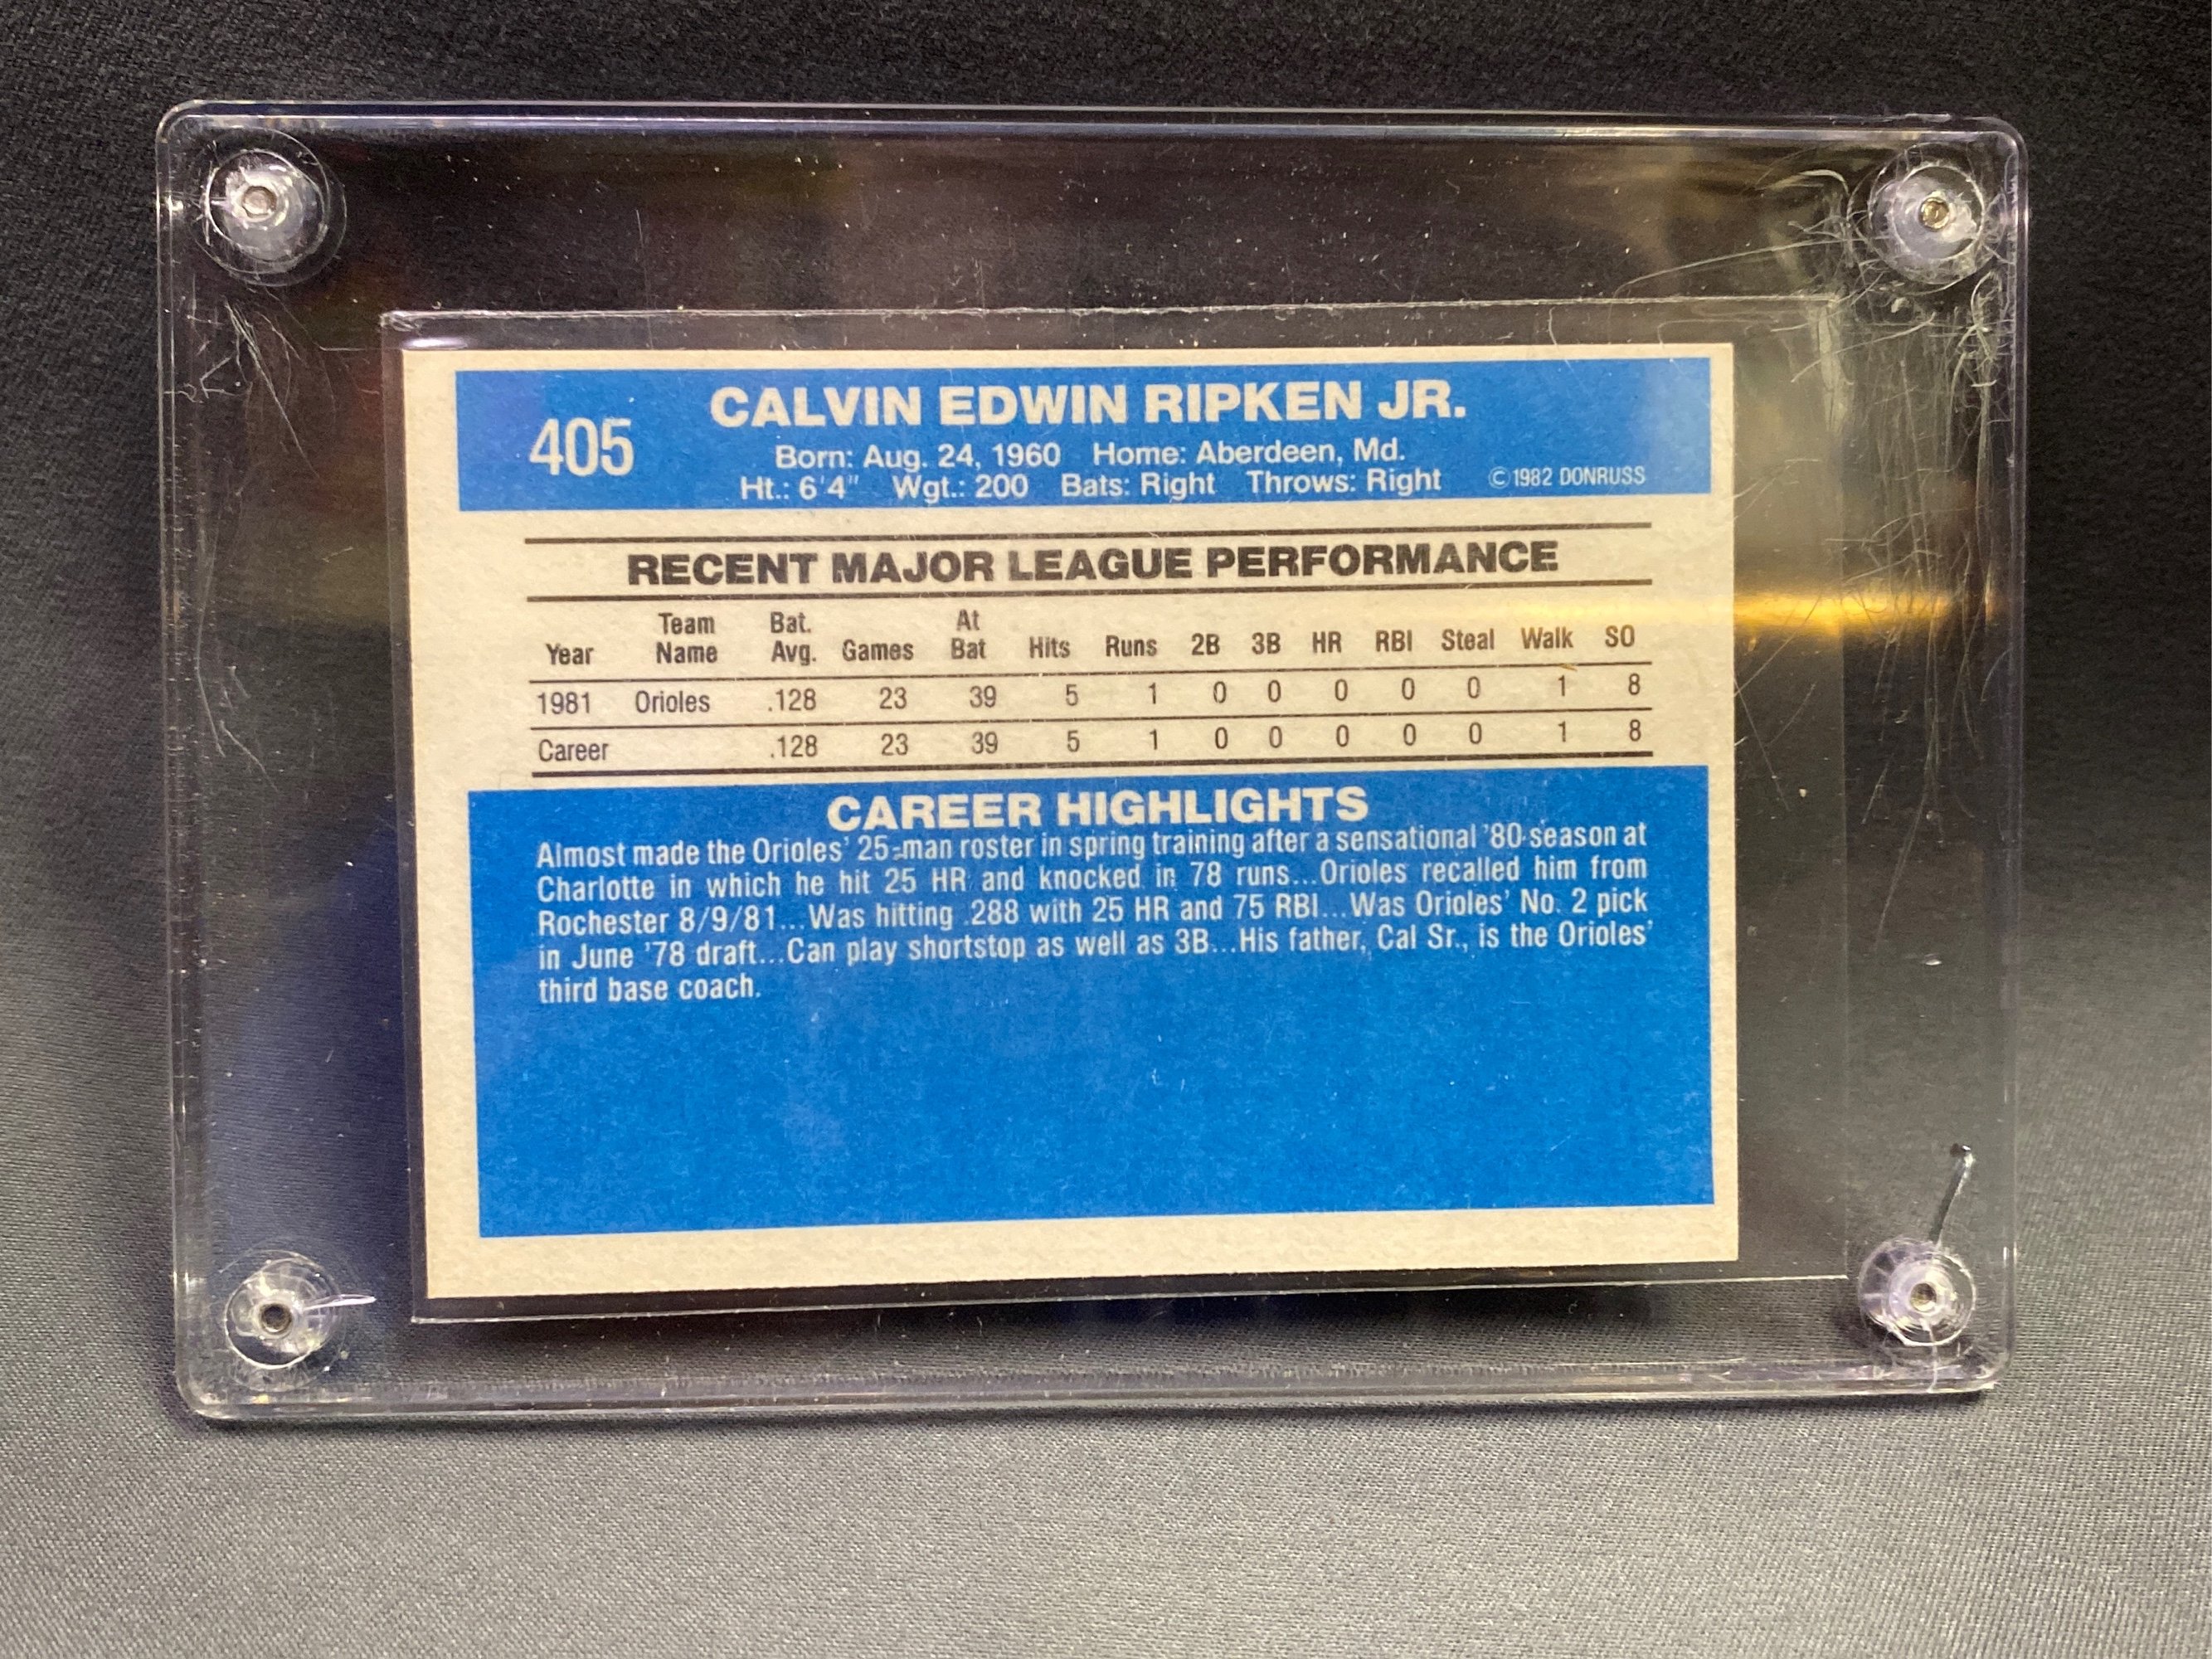 405
CALVIN EDWIN RIPKEN JR.
Born: Aug. 24, 1960 Home: Aberdeen, Md.
Ht.: 6'4" Wgt.: 200 Bats: Right Throws: Right © 1982 DONRUSS
RECENT MAJOR LEAGUE PERFORMANCE
Year Team Name Bat. Avg. Games At Bat Hits Runs 2B 3B HR RBI Steal Walk SO
1981 Orioles .128 23 39 5 1 0 0 0 0 0 1 8
Career .128 23 39 5 1 0 0 0 0 0 1 8
CAREER HIGHLIGHTS
Almost made the Orioles' 25-man roster in spring training after a sensational '80 season at
Charlotte in which he hit 25 HR and knocked in 78 runs...Orioles recalled him from
Rochester 8/9/81...Was hitting .288 with 25 HR and 75 RBI...Was Orioles' No. 2 pick
in June '78 draft...Can play shortstop as well as 3B...His father, Cal Sr., is the Orioles'
third base coach.